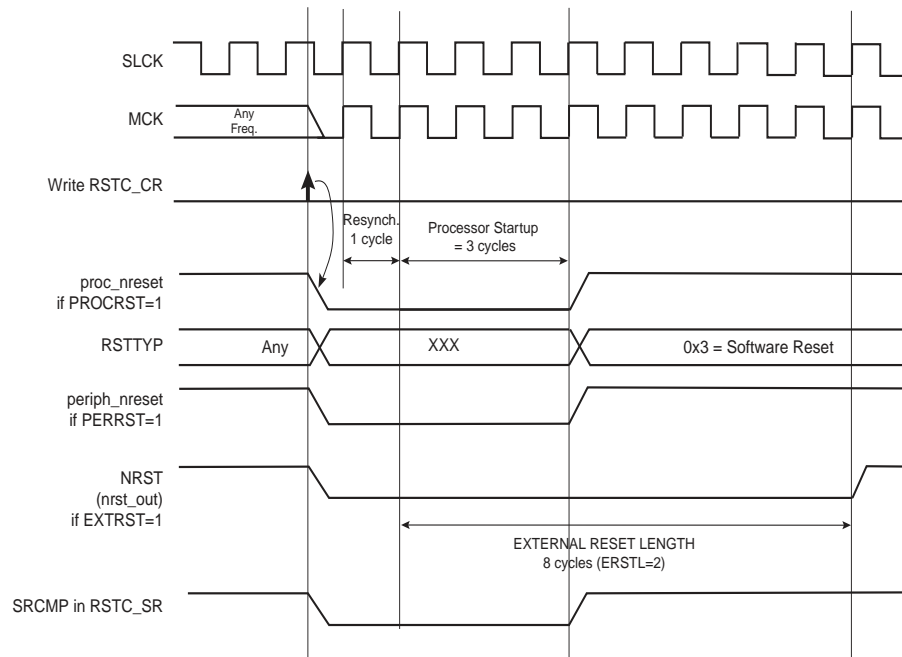 SLCK
MCK
Any
Freq.
Write RSTC_CR
Resynch.
1 cycle
Processor Startup
= 3 cycles
proc_nreset
if PROCRST=1
RSTTYP
Any
XXX
0x3 = Software Reset
periph_nreset
if PERRST=1
NRST
(nrst_out)
if EXTRST=1
EXTERNAL RESET LENGTH
8 cycles (ERSTL=2)
SRCMP in RSTC_SR